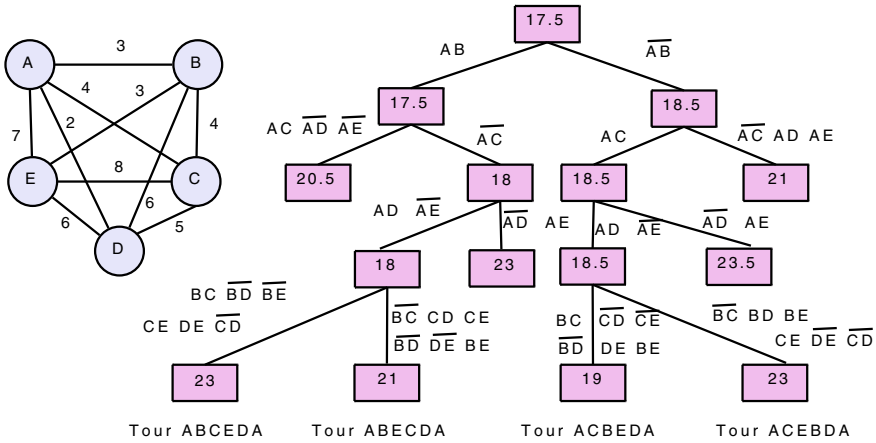 17.5
AB A̅B̅
17.5 18.5
AC A̅D̅ A̅E̅ A̅C̅ AC A̅C̅ AD AE
20.5 18 18.5 21
AD A̅E̅ A̅D̅ AE AD A̅E̅ A̅D̅ AE
18 23 18.5 23.5
BC B̅D̅ B̅E̅ B̅C̅ CD CE BC C̅D̅ C̅E̅ B̅C̅ BD BE
CE DE C̅D̅ B̅D̅ D̅E̅ BE B̅D̅ DE BE CE D̅E̅ C̅D̅
23 21 19 23
Tour ABCEDA Tour ABECDA Tour ACBEDA Tour ACEBDA
A 3 B
4 3
7 2 4
E 8 C
6 6 5
D